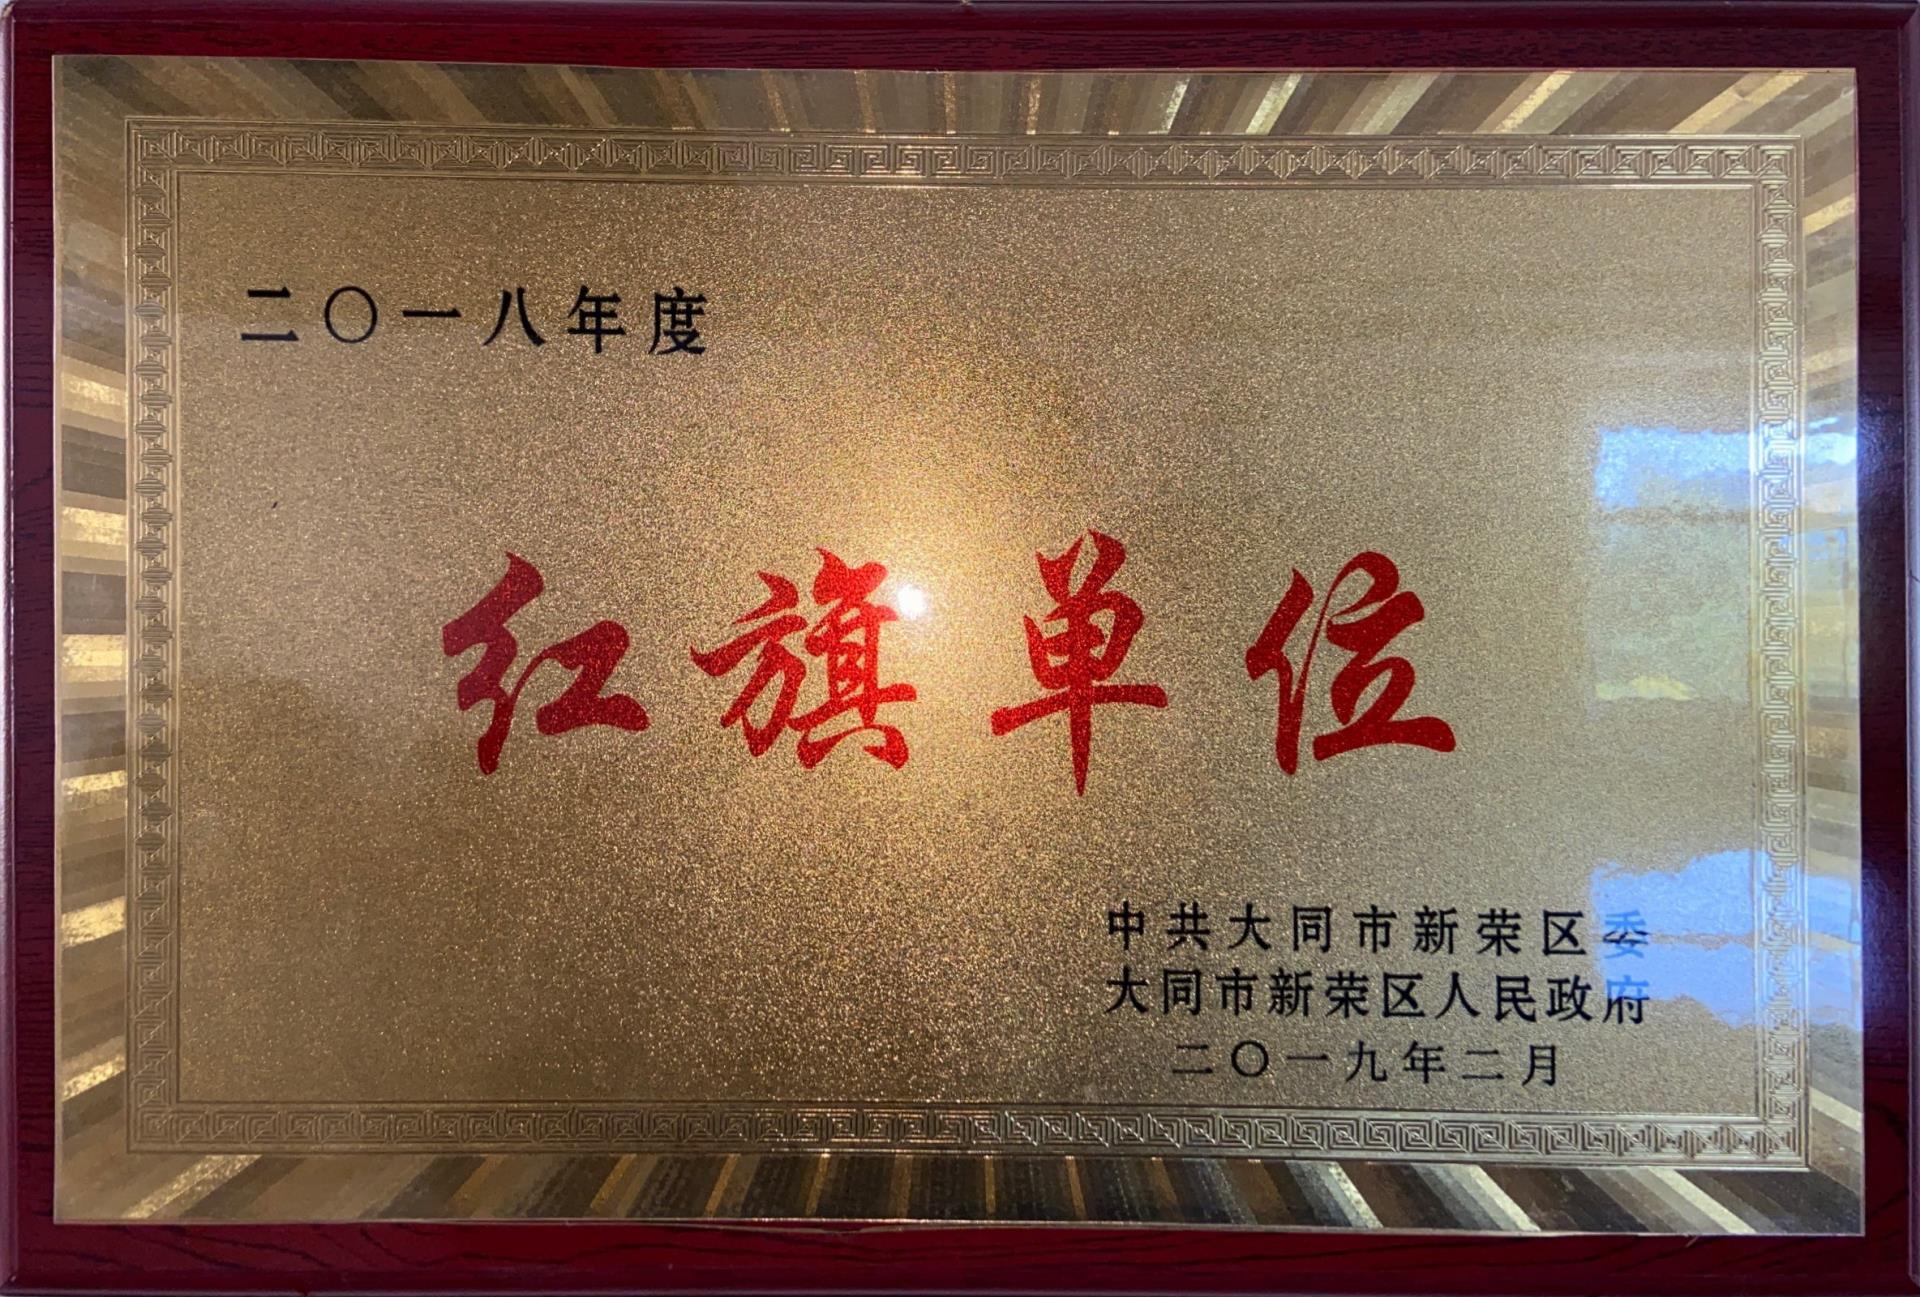 二〇一八年度
红旗单位
中共大同市新荣区委
大同市新荣区人民政府
二〇一九年二月